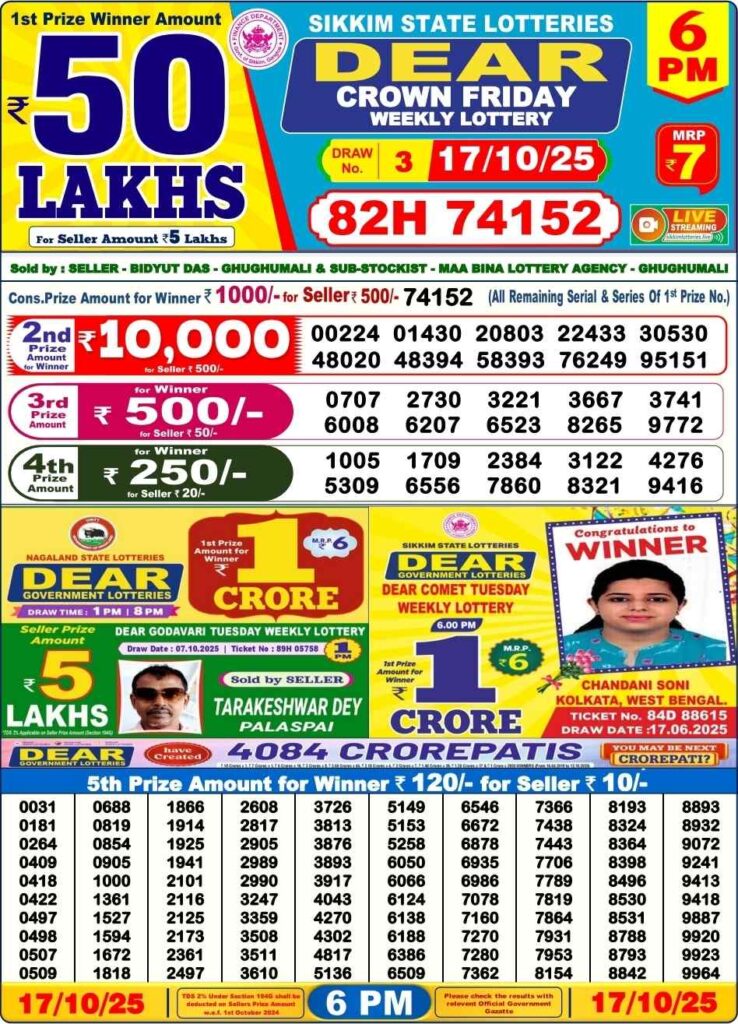 1st Prize Winner Amount
₹50
LAKHS
For Seller Amount ₹5 Lakhs
FINANCE DEPARTMENT
SIKKIM STATE LOTTERIES
DEAR
CROWN FRIDAY
WEEKLY LOTTERY
6
PM
DRAW No. 3 17/10/25
MRP
₹7
82H 74152
LIVE
STREAMING
Sold by : SELLER - BIDYUT DAS - GHUGHUMALI & SUB-STOCKIST - MAA BINA LOTTERY AGENCY - GHUGHUMALI
Cons.Prize Amount for Winner ₹ 1000/- for Seller ₹ 500/- 74152 (All Remaining Serial & Series Of 1st Prize No.)
2nd Prize Amount for Winner ₹10,000 for Seller ₹ 500/-
00224 01430 20803 22433 30530
48020 48394 58393 76249 95151
3rd Prize Amount for Winner ₹ 500/- for Seller ₹ 50/-
0707 2730 3221 3667 3741
6008 6207 6523 8265 9772
4th Prize Amount for Winner ₹ 250/- for Seller ₹ 20/-
1005 1709 2384 3122 4276
5309 6556 7860 8321 9416
NAGALAND STATE LOTTERIES
DEAR
GOVERNMENT LOTTERIES
DRAW TIME : 1 PM | 8 PM
1st Prize
Amount for
Winner
₹1
CRORE
M.R.P.
₹6
Seller Prize
Amount
₹5
LAKHS
DEAR GODAVARI TUESDAY WEEKLY LOTTERY
Draw Date : 07.10.2025 | Ticket No : 89H 05758
1
PM
Sold by SELLER
TARAKESHWAR DEY
PALASPAI
SIKKIM STATE LOTTERIES
DEAR
GOVERNMENT LOTTERIES
DEAR COMET TUESDAY
WEEKLY LOTTERY
6.00 PM
1st Prize
Amount for
Winner
₹1
CRORE
M.R.P.
₹6
Congratulations to
WINNER
CHANDANI SONI
KOLKATA, WEST BENGAL.
TICKET No. 84D 88615
DRAW DATE :17.06.2025
DEAR
GOVERNMENT LOTTERIES
have
Created
4084 CROREPATIS
YOU MAY BE NEXT
CROREPATI?
5th Prize Amount for Winner ₹ 120/- for Seller ₹ 10/-
0031 0688 1866 2608 3726 5149 6546 7366 8193 8893
0181 0819 1914 2817 3813 5153 6672 7438 8324 8932
0264 0854 1925 2905 3876 5258 6878 7443 8364 9072
0409 0905 1941 2989 3893 6050 6935 7706 8398 9241
0418 1000 2101 2990 3917 6066 6986 7789 8496 9413
0422 1361 2116 3247 4043 6124 7078 7819 8530 9418
0497 1527 2125 3359 4270 6138 7160 7864 8531 9887
0498 1594 2173 3508 4302 6188 7270 7931 8788 9920
0507 1672 2361 3511 4817 6386 7280 7953 8793 9923
0509 1818 2497 3610 5136 6509 7362 8154 8842 9964
17/10/25
TDS 2% Under Section 194G shall be
deducted on Sellers Prize Amount
w.e.f. 1st October 2024
6 PM
Please check the results with
relevent Official Government
Gazatte
17/10/25